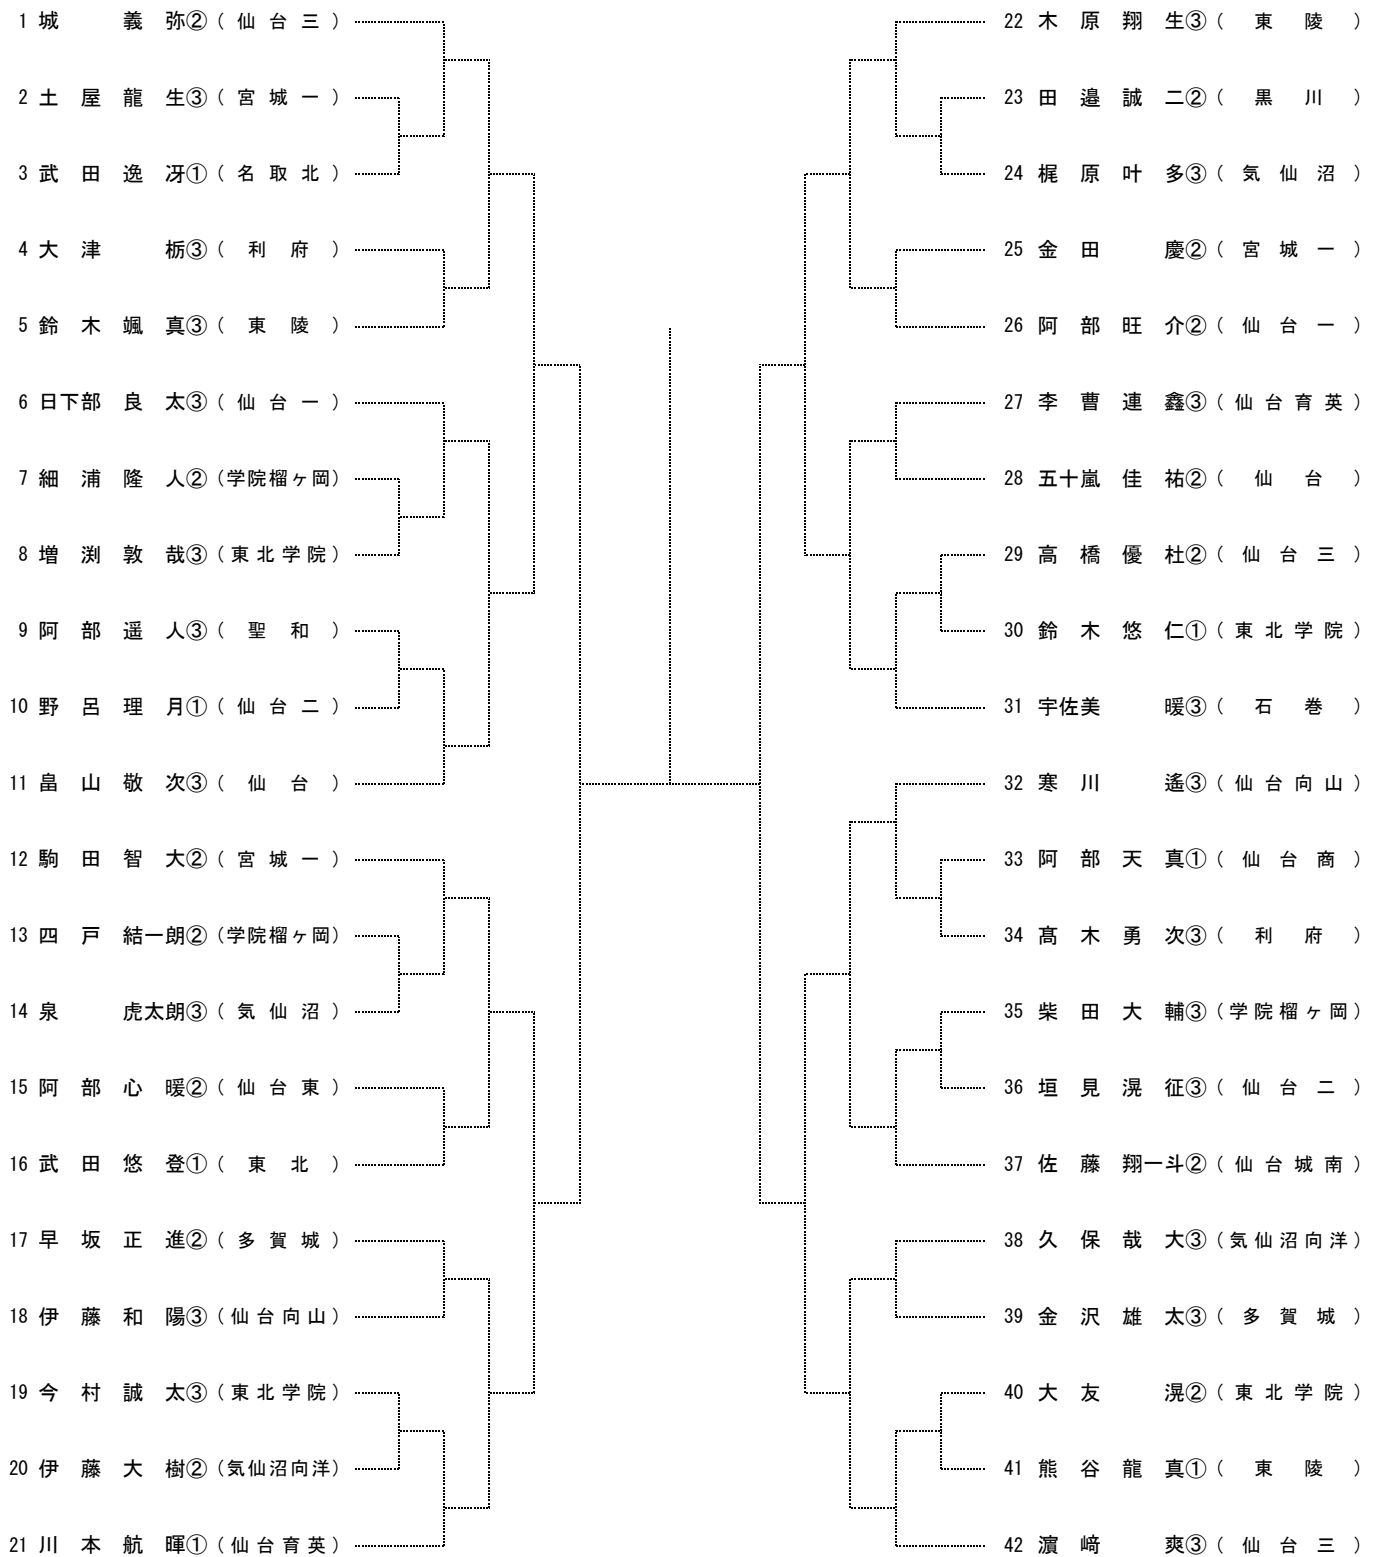 1 城 義 弥②（仙台三）
2 土 屋 龍 生③（宮城一）
3 武 田 逸 冴①（名取北）
4 大 津 栃③（利府）
5 鈴 木 颯 真③（東陵）
6 日下部 良 太③（仙台一）
7 細 浦 隆 人②（学院榴ヶ岡）
8 増 渕 敦 哉③（東北学院）
9 阿 部 遥 人③（聖和）
10 野 呂 理 月①（仙台二）
11 畠 山 敬 次③（仙台）
12 駒 田 智 大②（宮城一）
13 四 戸 結一朗②（学院榴ヶ岡）
14 泉 虎太朗③（気仙沼）
15 阿 部 心 暖②（仙台東）
16 武 田 悠 登①（東北）
17 早 坂 正 進②（多賀城）
18 伊 藤 和 陽③（仙台向山）
19 今 村 誠 太③（東北学院）
20 伊 藤 大 樹②（気仙沼向洋）
21 川 本 航 暉①（仙台育英）
22 木 原 翔 生③（東陵）
23 田 邉 誠 二②（黒川）
24 梶 原 叶 多③（気仙沼）
25 金 田 慶②（宮城一）
26 阿 部 旺 介②（仙台一）
27 李 曹 連 鑫③（仙台育英）
28 五十嵐 佳 祐②（仙台）
29 高 橋 優 杜②（仙台三）
30 鈴 木 悠 仁①（東北学院）
31 宇佐美 暖③（石巻）
32 寒 川 遙③（仙台向山）
33 阿 部 天 真①（仙台商）
34 髙 木 勇 次③（利府）
35 柴 田 大 輔③（学院榴ヶ岡）
36 垣 見 滉 征③（仙台二）
37 佐 藤 翔一斗②（仙台城南）
38 久 保 哉 大③（気仙沼向洋）
39 金 沢 雄 太③（多賀城）
40 大 友 滉②（東北学院）
41 熊 谷 龍 真①（東陵）
42 濵 﨑 爽③（仙台三）